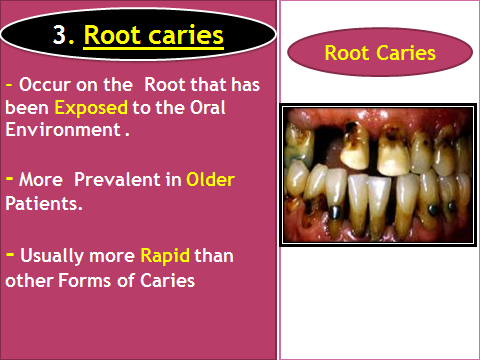 3. Root caries
- Occur on the Root that has
been Exposed to the Oral
Environment .
- More Prevalent in Older
Patients.
- Usually more Rapid than
other Forms of Caries
Root Caries